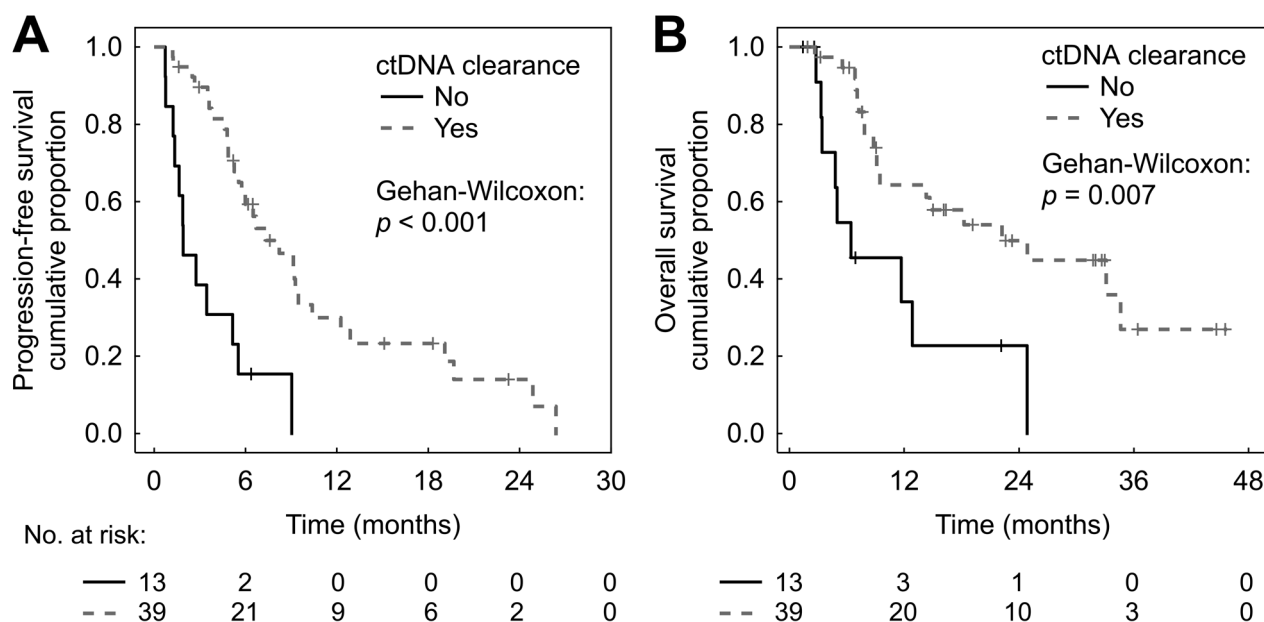 A
Progression-free survival
cumulative proportion
1.0
0.8
0.6
0.4
0.2
0.0
ctDNA clearance
No
Yes
Gehan-Wilcoxon:
p < 0.001
0 6 12 18 24 30
Time (months)
No. at risk:
13 2 0 0 0 0
39 21 9 6 2 0
B
Overall survival
cumulative proportion
1.0
0.8
0.6
0.4
0.2
0.0
ctDNA clearance
No
Yes
Gehan-Wilcoxon:
p = 0.007
0 12 24 36 48
Time (months)
13 3 1 0 0
39 20 10 3 0